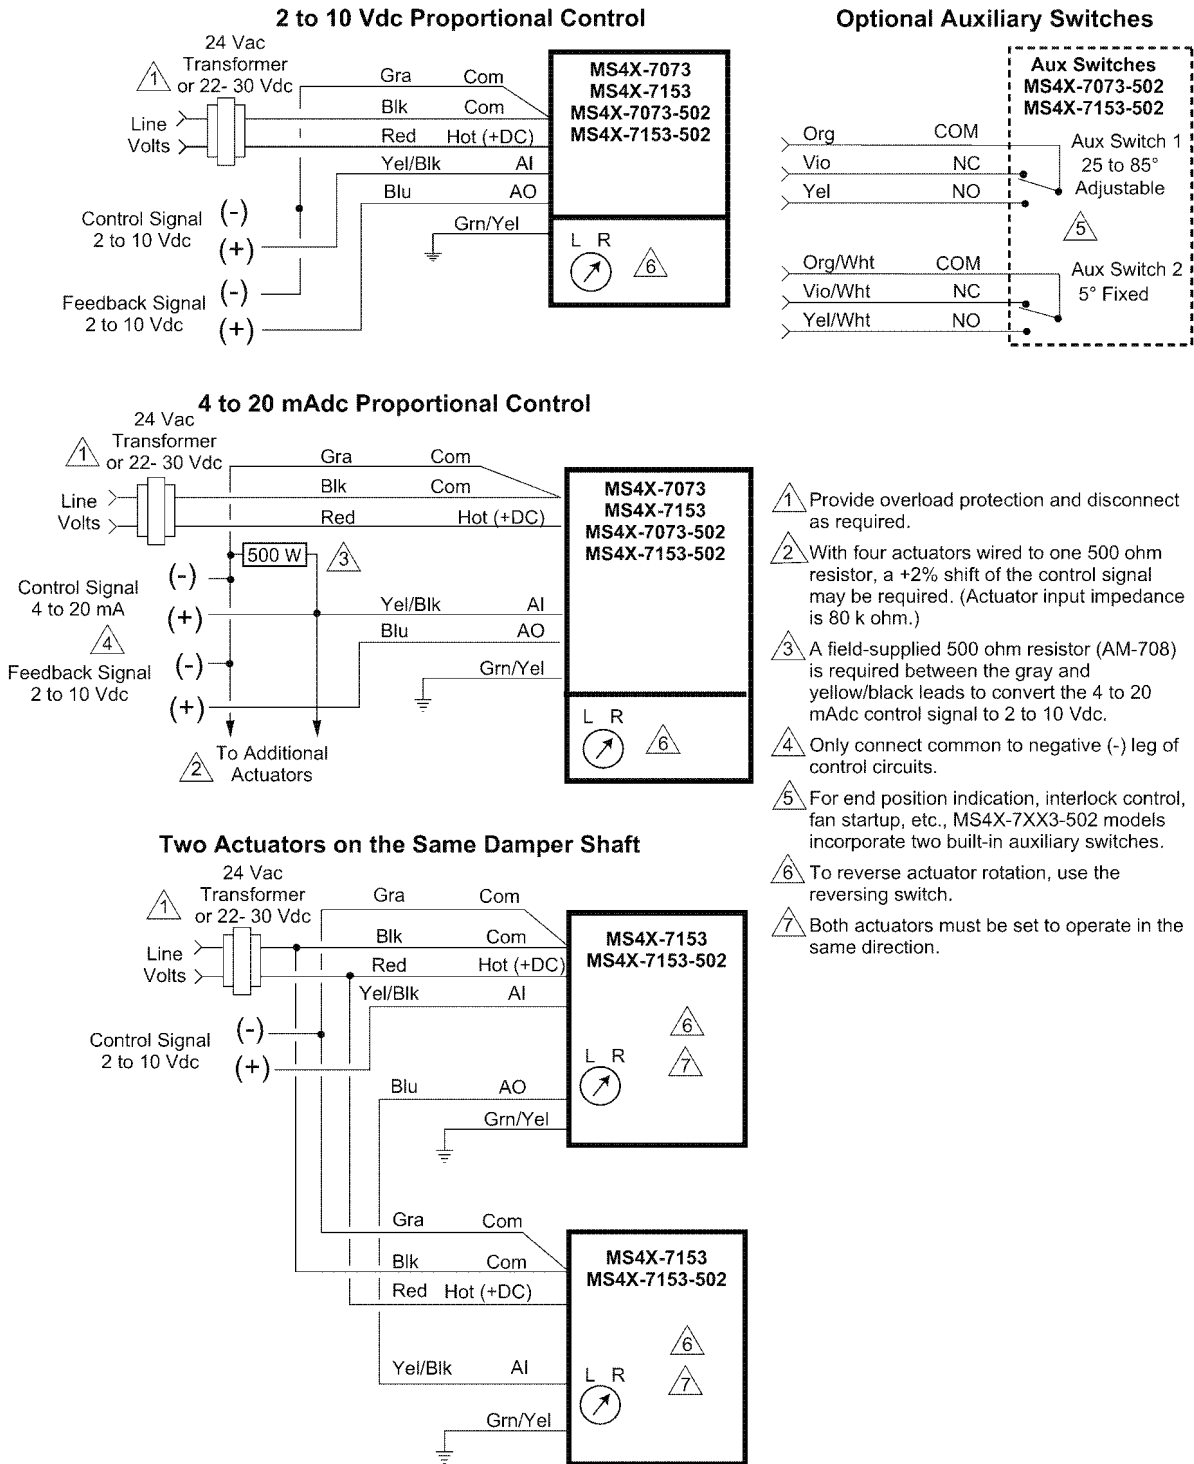 2 to 10 Vdc Proportional Control
24 Vac
Transformer
or 22- 30 Vdc
1
Line
Volts
Gra Com
Blk Com
Red Hot (+DC)
Yel/Blk AI
Blu AO
Grn/Yel
Control Signal
2 to 10 Vdc
(-)
(+)
Feedback Signal
2 to 10 Vdc
(-)
(+)
MS4X-7073
MS4X-7153
MS4X-7073-502
MS4X-7153-502
L R
6
Optional Auxiliary Switches
Aux Switches
MS4X-7073-502
MS4X-7153-502
Org COM
Vio NC
Yel NO
Aux Switch 1
25 to 85°
Adjustable
5
Org/Wht COM
Vio/Wht NC
Yel/Wht NO
Aux Switch 2
5° Fixed
4 to 20 mAdc Proportional Control
24 Vac
Transformer
or 22- 30 Vdc
1
Line
Volts
Gra Com
Blk Com
Red Hot (+DC)
500 W
3
Control Signal
4 to 20 mA
(-)
(+)
4
Yel/Blk AI
Blu AO
Grn/Yel
Feedback Signal
2 to 10 Vdc
(-)
(+)
2
To Additional
Actuators
MS4X-7073
MS4X-7153
MS4X-7073-502
MS4X-7153-502
L R
6
1 Provide overload protection and disconnect
as required.
2 With four actuators wired to one 500 ohm
resistor, a +2% shift of the control signal
may be required. (Actuator input impedance
is 80 k ohm.)
3 A field-supplied 500 ohm resistor (AM-708)
is required between the gray and
yellow/black leads to convert the 4 to 20
mAdc control signal to 2 to 10 Vdc.
4 Only connect common to negative (-) leg of
control circuits.
5 For end position indication, interlock control,
fan startup, etc., MS4X-7XX3-502 models
incorporate two built-in auxiliary switches.
6 To reverse actuator rotation, use the
reversing switch.
7 Both actuators must be set to operate in the
same direction.
Two Actuators on the Same Damper Shaft
24 Vac
Transformer
or 22- 30 Vdc
1
Line
Volts
Gra Com
Blk Com
Red Hot (+DC)
Yel/Blk AI
Control Signal
2 to 10 Vdc
(-)
(+)
Blu AO
Grn/Yel
MS4X-7153
MS4X-7153-502
6
7
L R
Gra Com
Blk Com
Red Hot (+DC)
Yel/Blk AI
Grn/Yel
MS4X-7153
MS4X-7153-502
6
7
L R